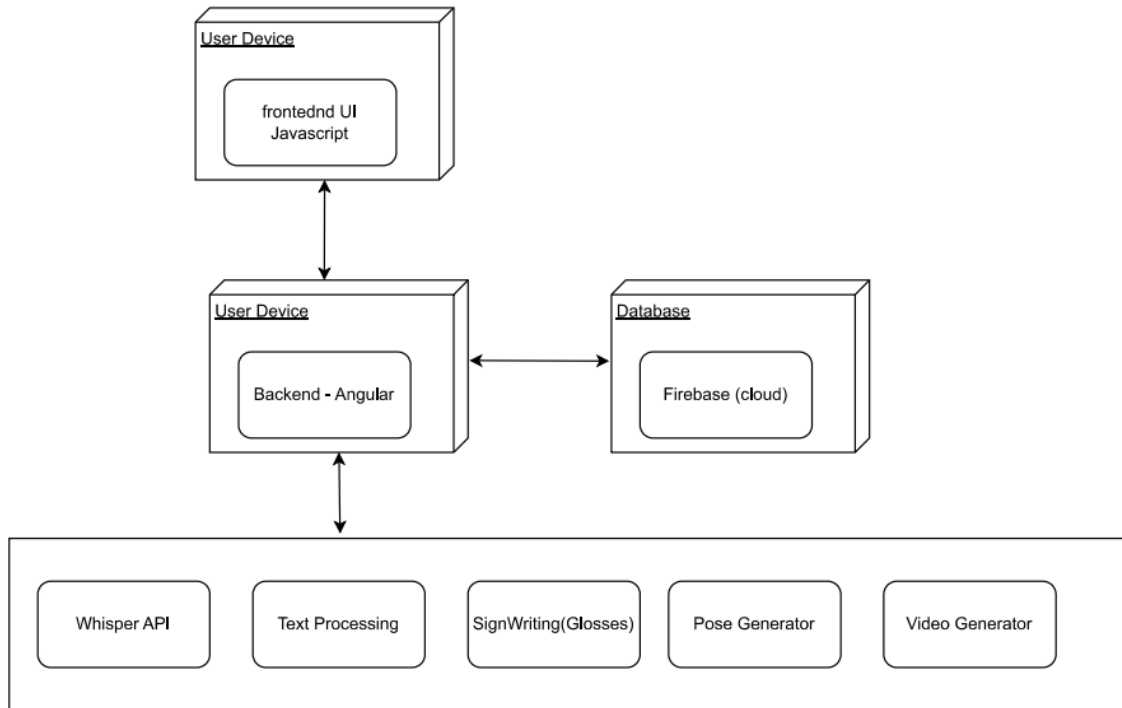 User Device
frontednd UI
Javascript
User Device
Backend - Angular
Database
Firebase (cloud)
Whisper API
Text Processing
SignWriting(Glosses)
Pose Generator
Video Generator